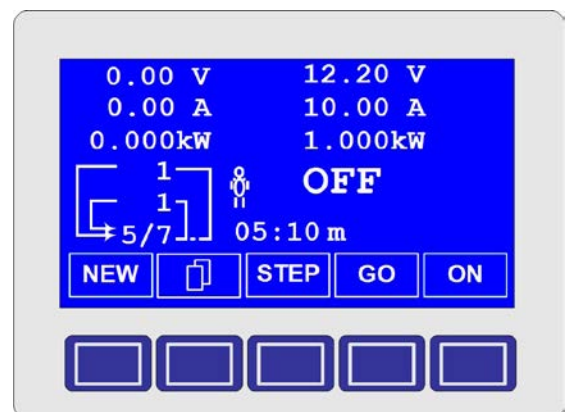 0.00 V 12.20 V
0.00 A 10.00 A
0.000kW 1.000kW
1
OFF
1
5/7 05:10 m
NEW STEP GO ON